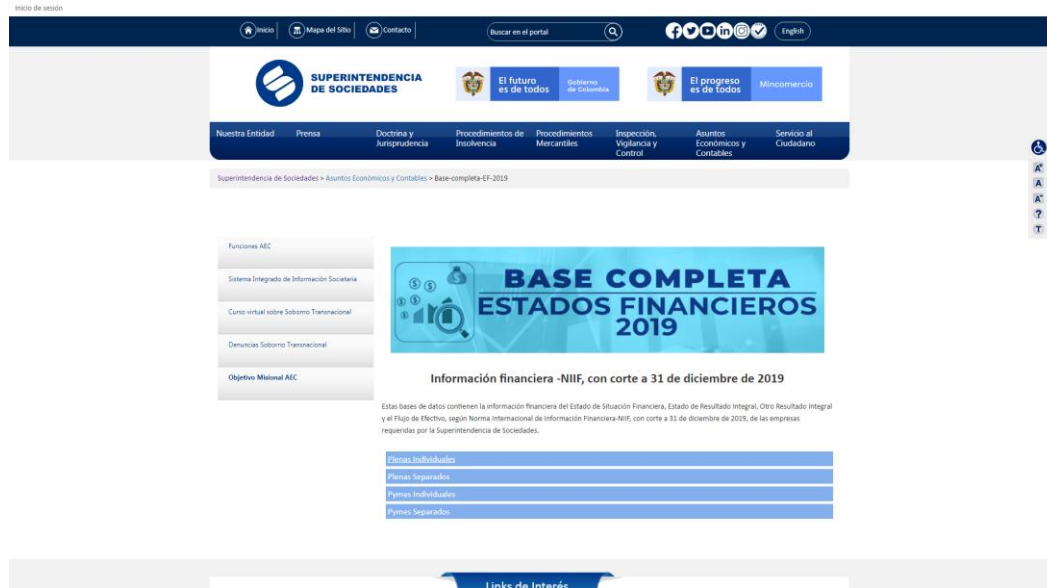 Inicio de sesión
Inicio
Mapa del Sitio
Contacto
Buscar en el portal
English
SUPERINTENDENCIA
DE SOCIEDADES
El futuro
es de todos
Gobierno
de Colombia
El progreso
es de todos
Mincomercio
Nuestra Entidad
Prensa
Doctrina y
Jurisprudencia
Procedimientos de
Insolvencia
Procedimientos
Mercantiles
Inspección,
Vigilancia y
Control
Asuntos
Económicos y
Contables
Servicio al
Ciudadano
A+
A
A-
?
T
Superintendencia de Sociedades > Asuntos Económicos y Contables > Base-completa-EF-2019
Funciones AEC
Sistema Integrado de Información Societaria
Curso virtual sobre Soborno Transnacional
Denuncias Soborno Transnacional
Objetivo Misional AEC
BASE COMPLETA
ESTADOS FINANCIEROS
2019
Información financiera -NIIF, con corte a 31 de diciembre de 2019
Estas bases de datos contienen la información financiera del Estado de Situación Financiera, Estado de Resultado Integral, Otro Resultado Integral
y el Flujo de Efectivo, según Norma Internacional de Información Financiera-NIIF, con corte a 31 de diciembre de 2019, de las empresas
requeridas por la Superintendencia de Sociedades.
Plenas Individuales
Plenas Separados
Pymes Individuales
Pymes Separados
Links de Interés